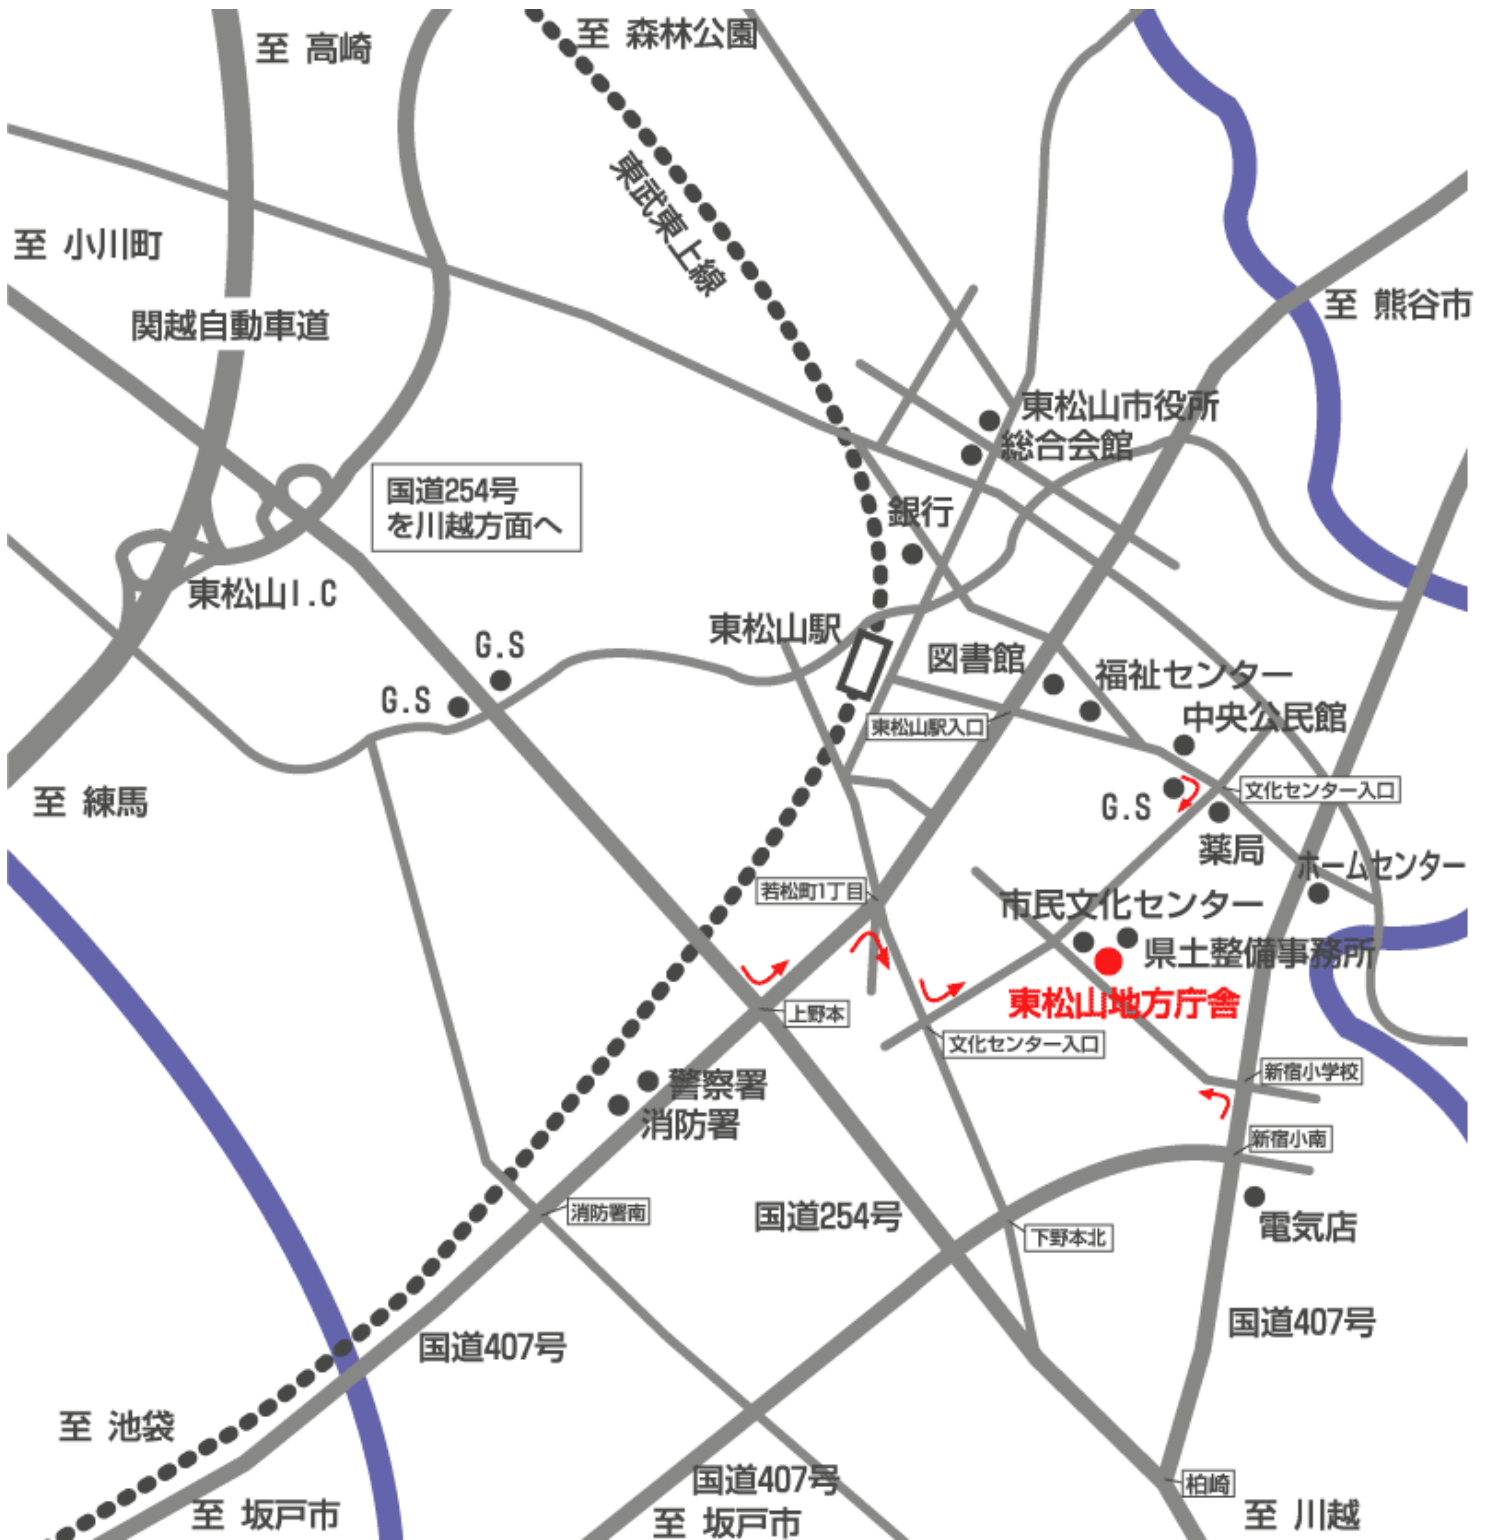 至 森林公園
至 高崎
東武東上線
至 小川町
関越自動車道
至 熊谷市
東松山市役所
総合会館
国道254号
を川越方面へ
銀行
東松山I.C
東松山駅
G.S
図書館
福祉センター
G.S
中央公民館
東松山駅入口
至 練馬
文化センター入口
G.S
薬局
ホームセンター
若松町1丁目
市民文化センター
県土整備事務所
東松山地方庁舎
上野本
文化センター入口
新宿小学校
警察署
消防署
新宿小南
消防署南
国道254号
下野本北
電気店
国道407号
国道407号
至 池袋
国道407号
柏崎
至 坂戸市
至 坂戸市
至 川越